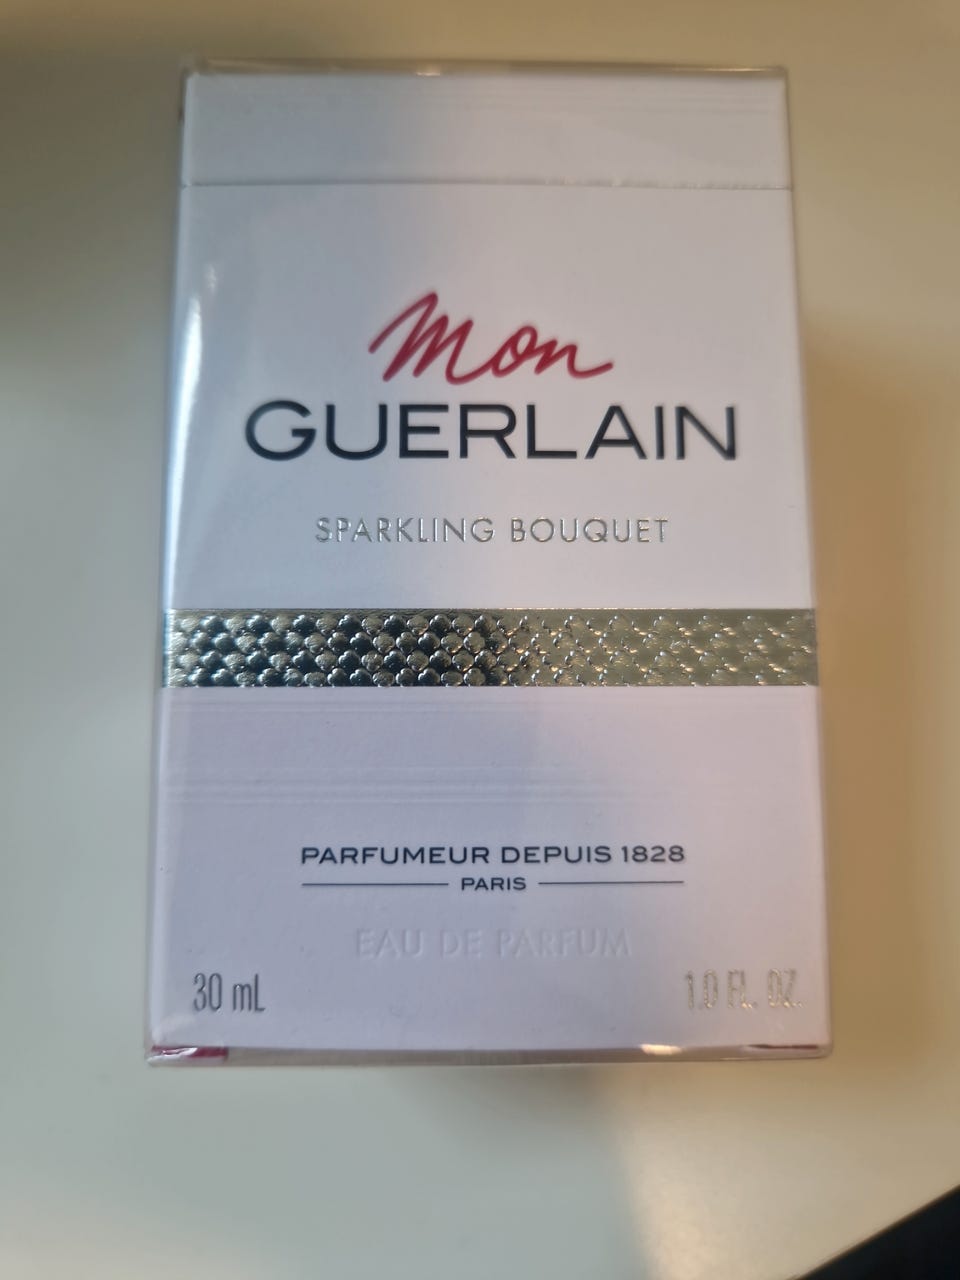 Mon
GUERLAIN
SPARKLING BOUQUET
PARFUMEUR DEPUIS 1828
PARIS
EAU DE PARFUM
30 mL 1.0 FL. OZ.